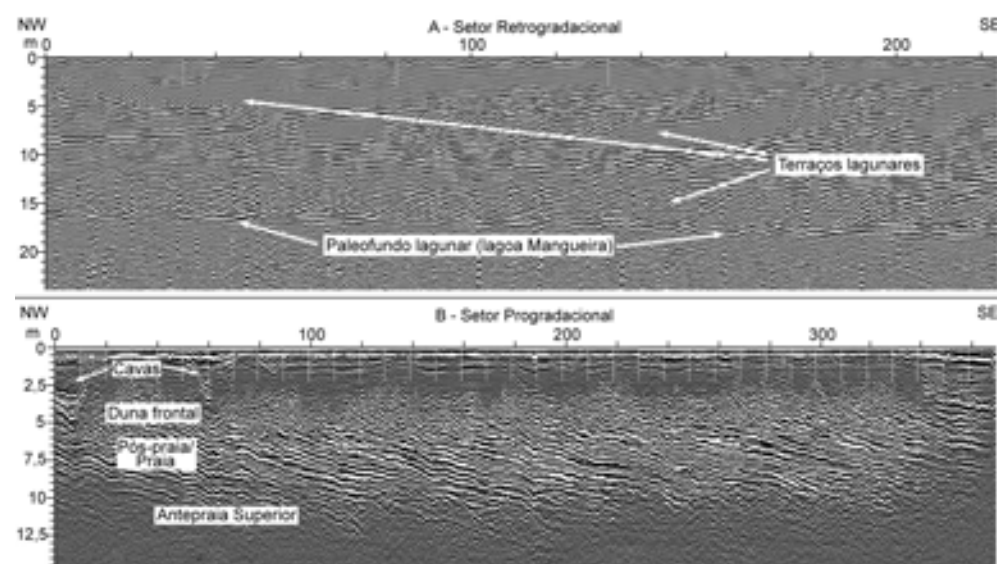 A - Setor Retrogradacional
NW SE
m 0 100 200
0
5
10
15
20
Terraços lagunares
Paleofundo lagunar (lagoa Mangueira)
B - Setor Progradacional
NW SE
m 0 100 200 300
0
2,5
5
7,5
10
12,5
Cavas
Duna frontal
Pós-praia/
Praia
Antepraia Superior